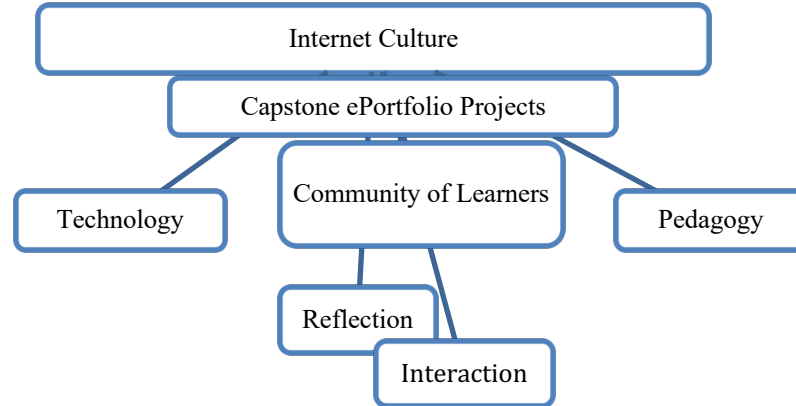 Internet Culture
Capstone ePortfolio Projects
Community of Learners
Technology
Pedagogy
Reflection
Interaction